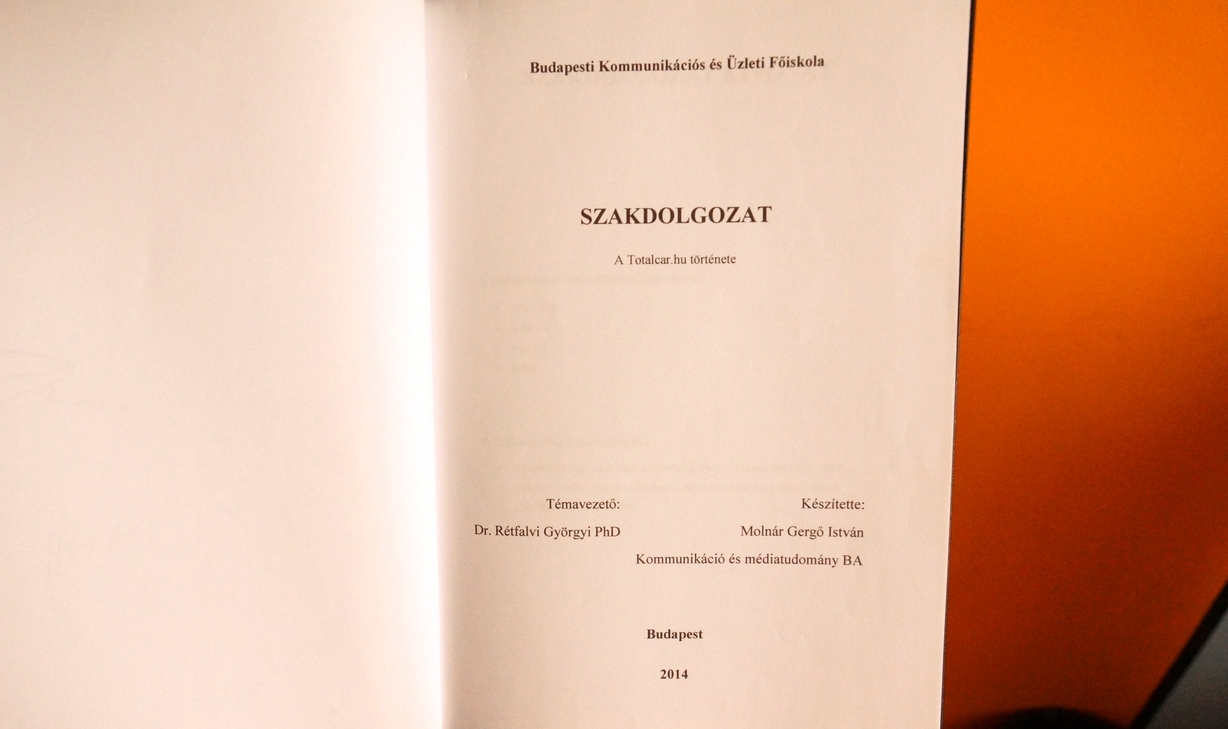 Budapesti Kommunikációs és Üzleti Főiskola
SZAKDOLGOZAT
A Totalcar.hu története
Témavezető: Készítette:
Dr. Rétfalvi Györgyi PhD Molnár Gergő István
Kommunikáció és médiatudomány BA
Budapest
2014